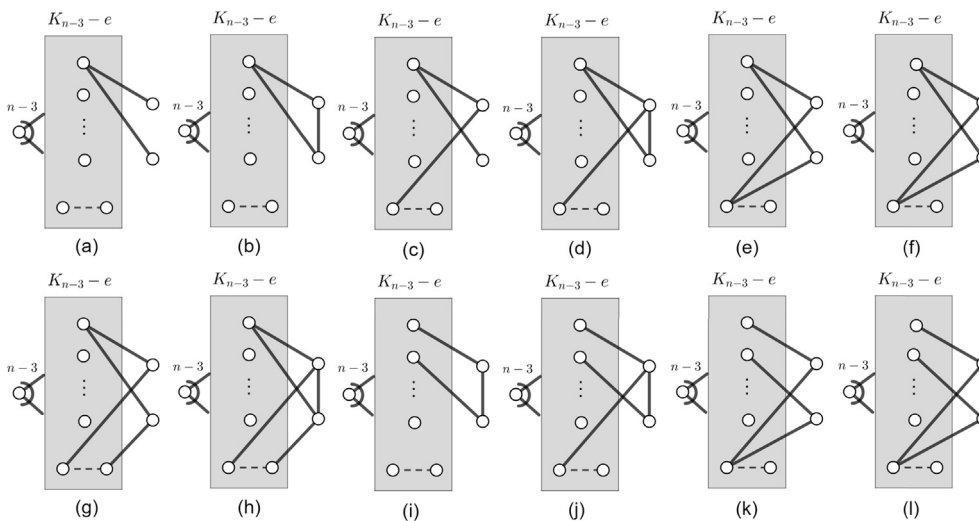 K_{n-3} − e K_{n-3} − e K_{n-3} − e K_{n-3} − e K_{n-3} − e K_{n-3} − e
n − 3 n − 3 n − 3 n − 3 n − 3 n − 3
(a) (b) (c) (d) (e) (f)
K_{n-3} − e K_{n-3} − e K_{n-3} − e K_{n-3} − e K_{n-3} − e K_{n-3} − e
n − 3 n − 3 n − 3 n − 3 n − 3 n − 3
(g) (h) (i) (j) (k) (l)